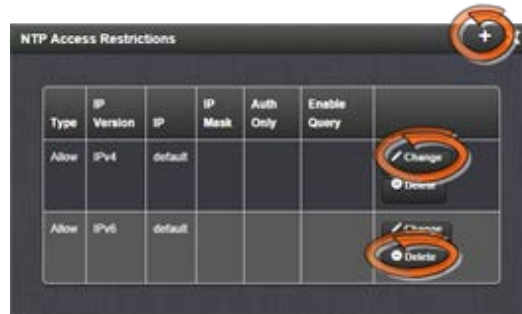 NTP Access Restrictions +
Type IP Version IP IP Mask Auth Only Enable Query
Allow IPv4 default Change
Delete
Allow IPv6 default Change
Delete